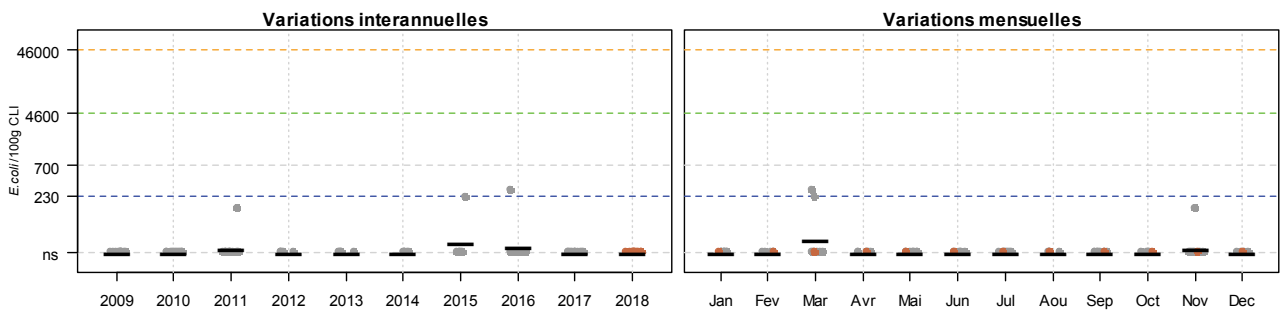 Variations interannuelles
Variations mensuelles
E.coli/100g CLI
46000
4600
700
230
ns
2009 2010 2011 2012 2013 2014 2015 2016 2017 2018
Jan Fev Mar Avr Mai Jun Jul Aou Sep Oct Nov Dec